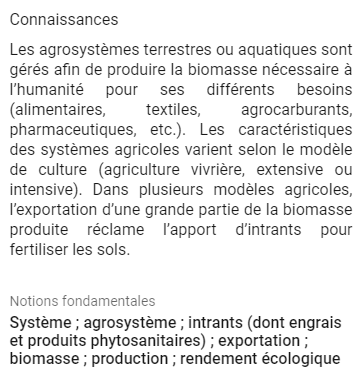 Connaissances
Les agrosystèmes terrestres ou aquatiques sont
gérés afin de produire la biomasse nécessaire à
l’humanité pour ses différents besoins
(alimentaires, textiles, agrocarburants,
pharmaceutiques, etc.). Les caractéristiques
des systèmes agricoles varient selon le modèle
de culture (agriculture vivrière, extensive ou
intensive). Dans plusieurs modèles agricoles,
l’exportation d’une grande partie de la biomasse
produite réclame l’apport d’intrants pour
fertiliser les sols.
Notions fondamentales
Système ; agrosystème ; intrants (dont engrais
et produits phytosanitaires) ; exportation ;
biomasse ; production ; rendement écologique